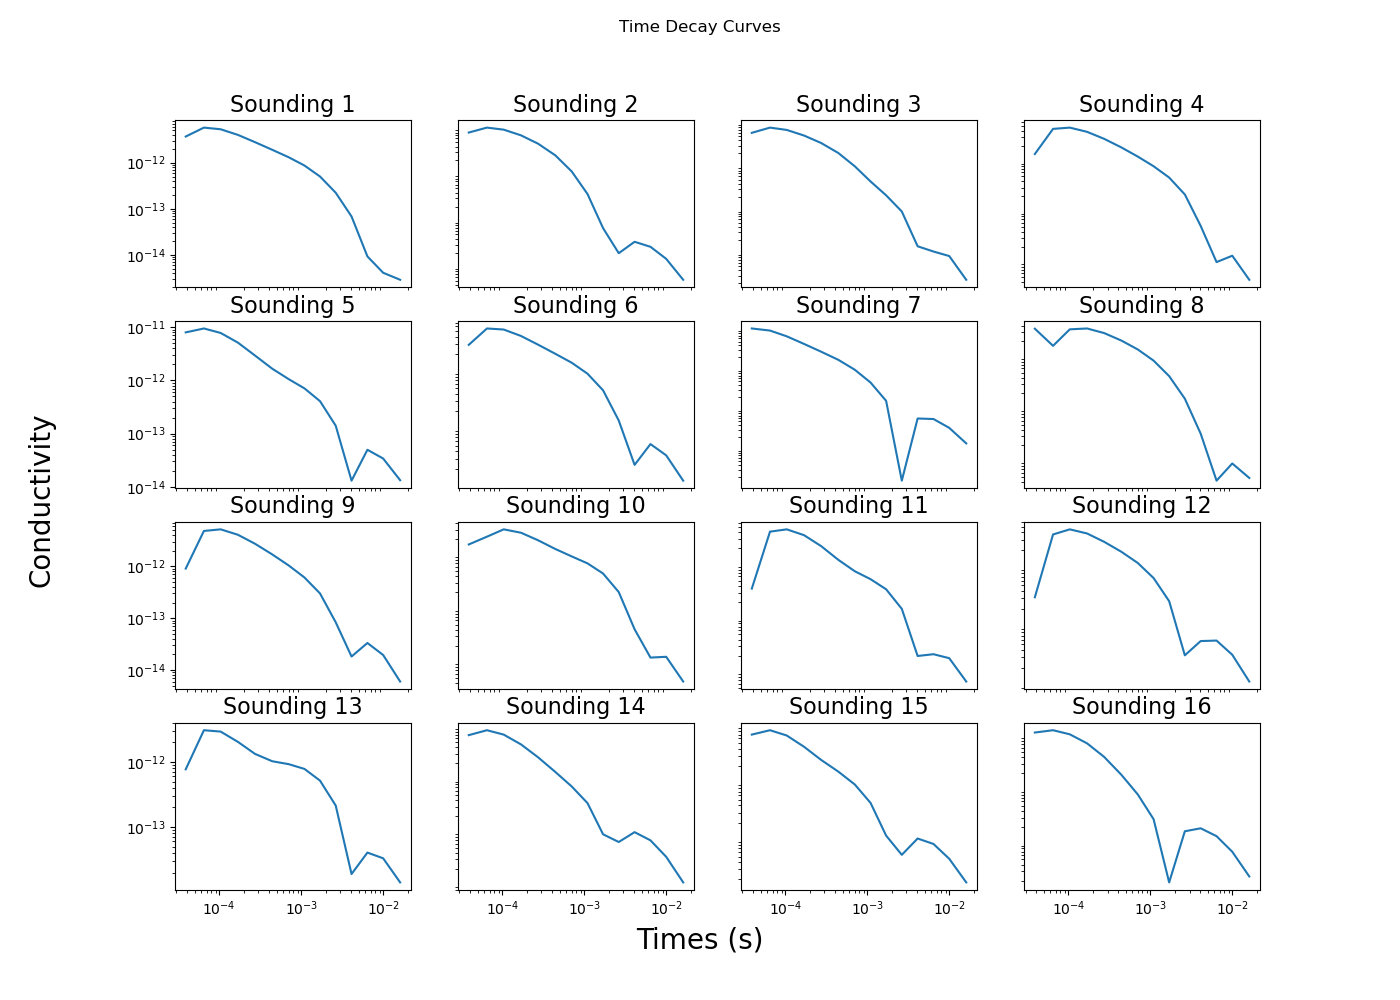 Time Decay Curves
Sounding 1
Sounding 2
Sounding 3
Sounding 4
10⁻¹²
10⁻¹³
10⁻¹⁴
Sounding 5
Sounding 6
Sounding 7
Sounding 8
10⁻¹¹
10⁻¹²
10⁻¹³
10⁻¹⁴
Conductivity
Sounding 9
Sounding 10
Sounding 11
Sounding 12
10⁻¹²
10⁻¹³
10⁻¹⁴
Sounding 13
Sounding 14
Sounding 15
Sounding 16
10⁻¹²
10⁻¹³
10⁻⁴ 10⁻³ 10⁻²
10⁻⁴ 10⁻³ 10⁻²
10⁻⁴ 10⁻³ 10⁻²
10⁻⁴ 10⁻³ 10⁻²
Times (s)